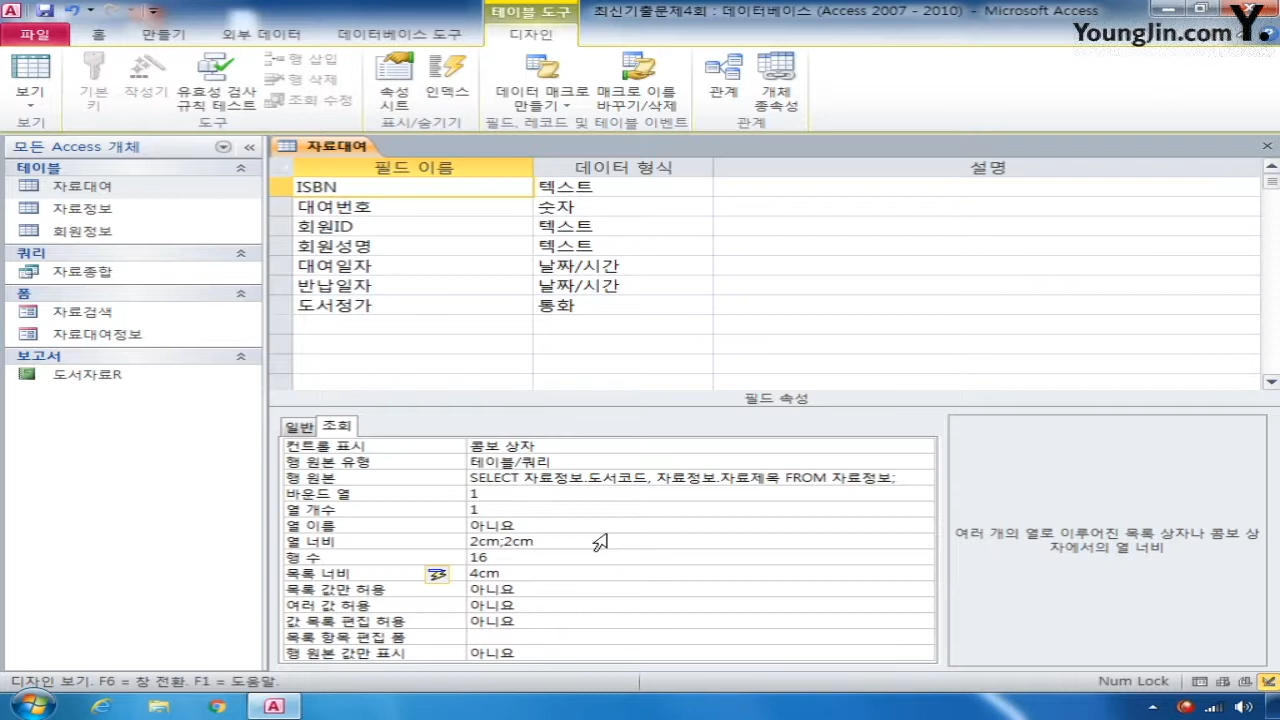 테이블 도구
최신기출문제4회 : 데이터베이스 (Access 2007 - 2010) - Microsoft Access
YoungJin.com Y.
파일 홈 만들기 외부 데이터 데이터베이스 도구 디자인
보기
기본 키
작성기
유효성 검사 규칙 테스트
행 삽입
행 삭제
조회 수정
속성 시트
인덱스
데이터 매크로 만들기
매크로 이름 바꾸기/삭제
관계
개체 종속성
보기 도구 표시/숨기기 필드, 레코드 및 테이블 이벤트 관계
모든 Access 개체
테이블
자료대여
자료정보
회원정보
쿼리
자료종합
폼
자료검색
자료대여정보
보고서
도서자료R
자료대여
필드 이름 데이터 형식 설명
ISBN 텍스트
대여번호 숫자
회원ID 텍스트
회원성명 텍스트
대여일자 날짜/시간
반납일자 날짜/시간
도서정가 통화
필드 속성
일반 조회
컨트롤 표시 콤보 상자
행 원본 유형 테이블/쿼리
행 원본 SELECT 자료정보.도서코드, 자료정보.자료제목 FROM 자료정보;
바운드 열 1
열 개수 1
열 이름 아니요
열 너비 2cm;2cm
행 수 16
목록 너비 4cm
목록 값만 허용 아니요
여러 값 허용 아니요
값 목록 편집 허용 아니요
목록 항목 편집 폼
행 원본 값만 표시 아니요
여러 개의 열로 이루어진 목록 상자나 콤보 상
자에서의 열 너비
디자인 보기. F6 = 창 전환. F1 = 도움말.
Num Lock